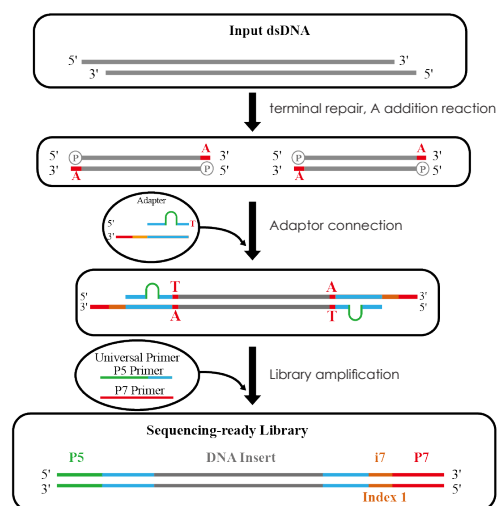 Input dsDNA
5' 3'
3' 5'
terminal repair, A addition reaction
5' P A 3' 5' P A 3'
3' A P 5' 3' A P 5'
Adapter
5' T
3'
Adaptor connection
T A
5' 3'
3' 5'
A T
Universal Primer
P5 Primer
P7 Primer
Library amplification
Sequencing-ready Library
P5 DNA Insert i7 P7
5' 3'
3' 5'
Index 1